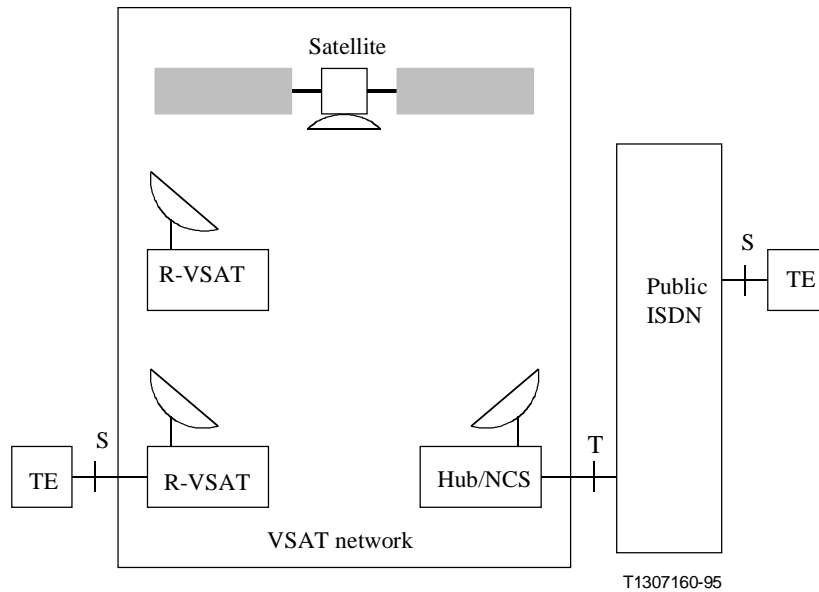 Satellite
R-VSAT
S
Public
ISDN
TE
S
TE
R-VSAT
Hub/NCS
T
VSAT network
T1307160-95